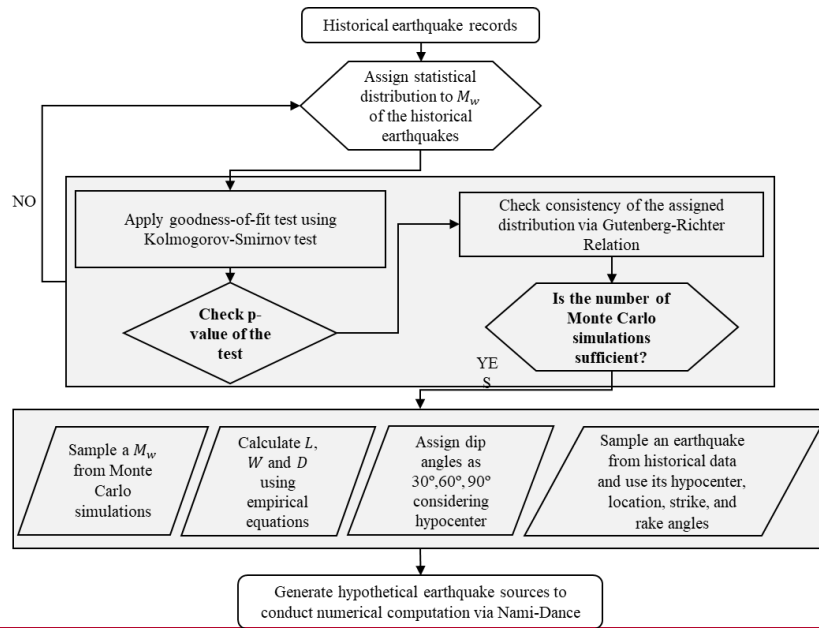 Historical earthquake records
Assign statistical
distribution to M_w
of the historical
earthquakes
NO
Apply goodness-of-fit test using
Kolmogorov-Smirnov test
Check consistency of the assigned
distribution via Gutenberg-Richter
Relation
Check p-
value of the
test
Is the number of
Monte Carlo
simulations
sufficient?
YE
S
Sample a M_w
from Monte
Carlo
simulations
Calculate L,
W and D
using
empirical
equations
Assign dip
angles as
30°,60°, 90°
considering
hypocenter
Sample an earthquake
from historical data
and use its hypocenter,
location, strike, and
rake angles
Generate hypothetical earthquake sources to
conduct numerical computation via Nami-Dance